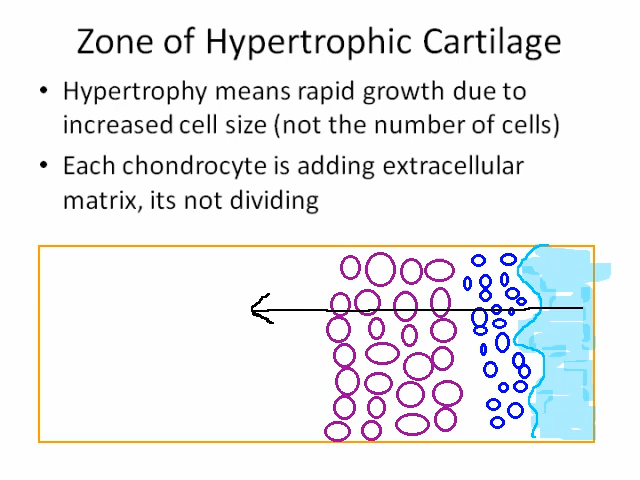 Zone of Hypertrophic Cartilage
• Hypertrophy means rapid growth due to
increased cell size (not the number of cells)
• Each chondrocyte is adding extracellular
matrix, its not dividing